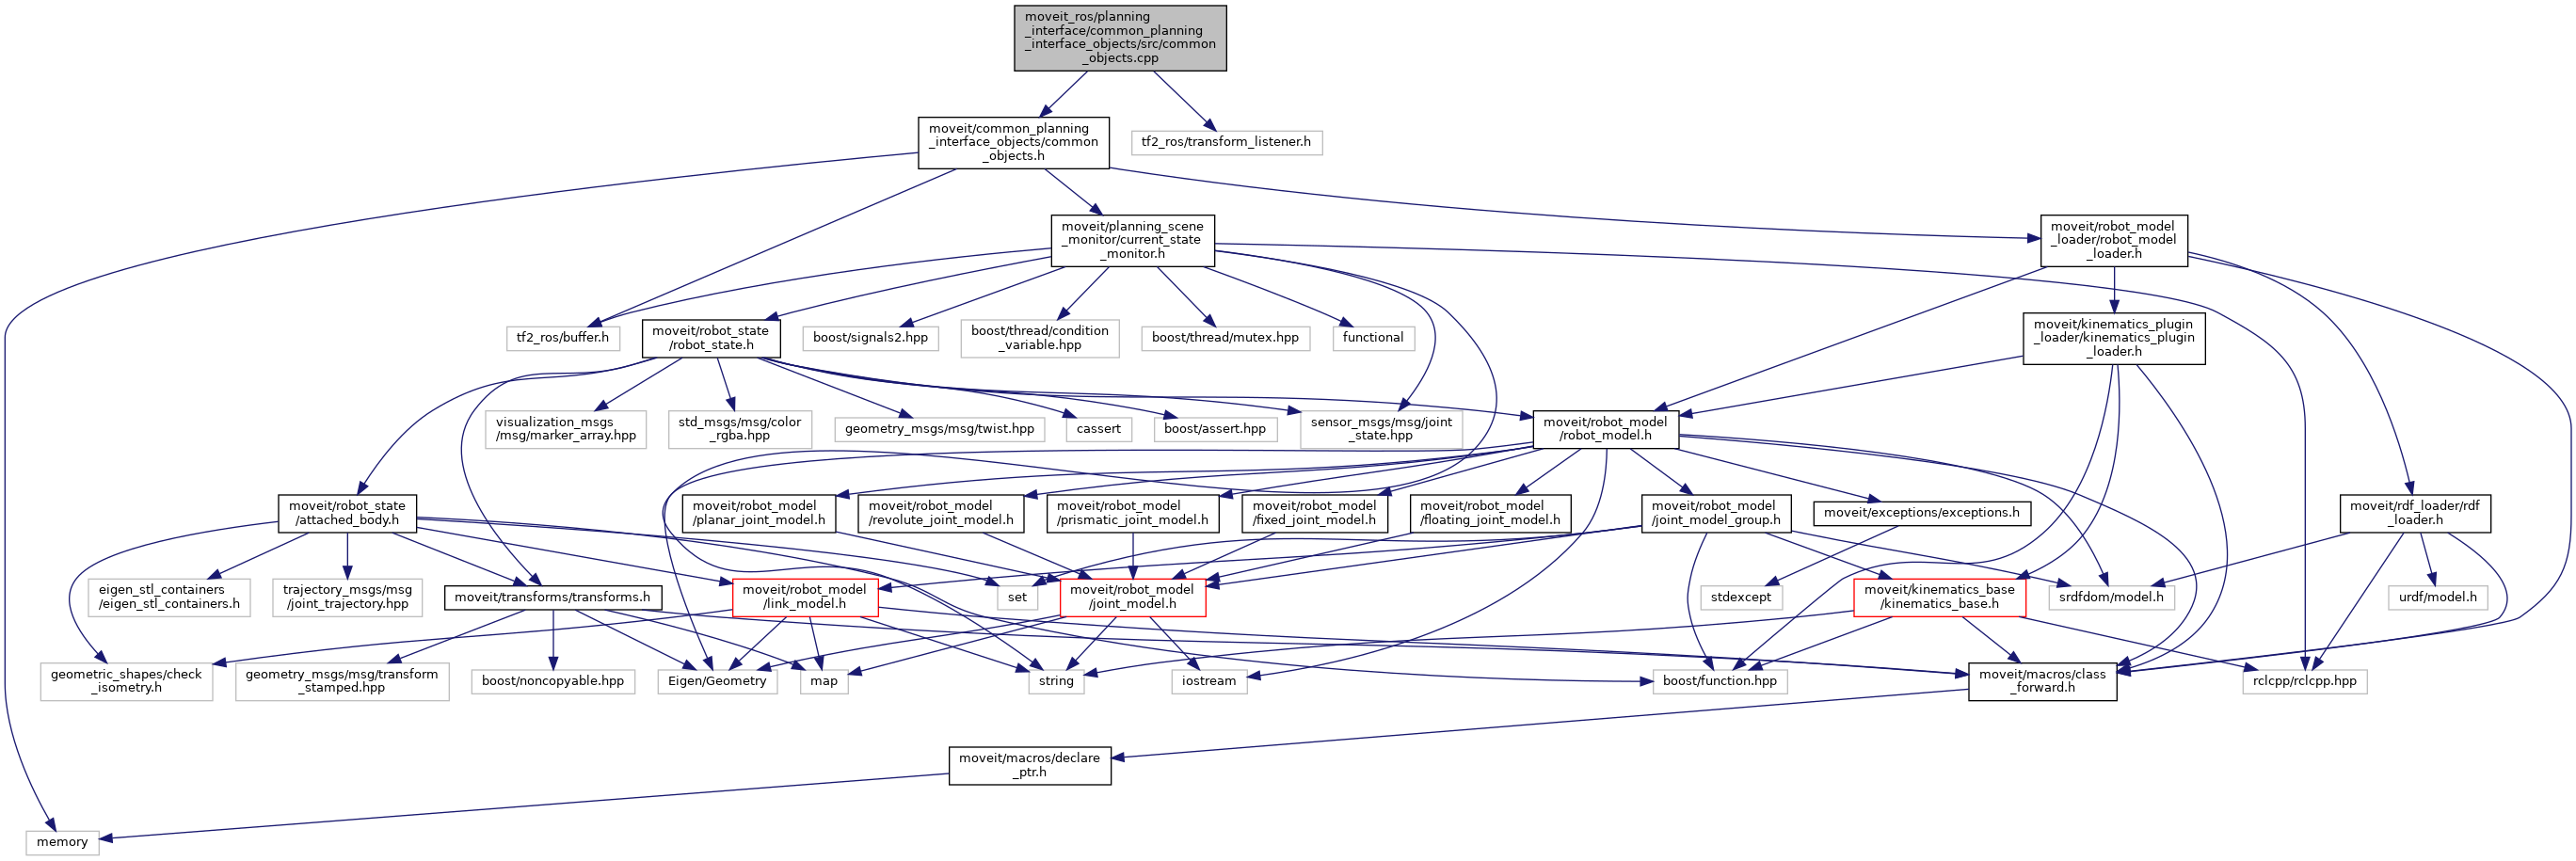 moveit_ros/planning
_interface/common_planning
_interface_objects/src/common
_objects.cpp
moveit/common_planning
_interface_objects/common
_objects.h
tf2_ros/transform_listener.h
moveit/planning_scene
_monitor/current_state
_monitor.h
moveit/robot_model
_loader/robot_model
_loader.h
tf2_ros/buffer.h
moveit/robot_state
/robot_state.h
boost/signals2.hpp
boost/thread/condition
_variable.hpp
boost/thread/mutex.hpp
functional
moveit/kinematics_plugin
_loader/kinematics_plugin
_loader.h
visualization_msgs
/msg/marker_array.hpp
std_msgs/msg/color
_rgba.hpp
geometry_msgs/msg/twist.hpp
cassert
boost/assert.hpp
sensor_msgs/msg/joint
_state.hpp
moveit/robot_model
/robot_model.h
moveit/robot_state
/attached_body.h
moveit/robot_model
/planar_joint_model.h
moveit/robot_model
/revolute_joint_model.h
moveit/robot_model
/prismatic_joint_model.h
moveit/robot_model
/fixed_joint_model.h
moveit/robot_model
/floating_joint_model.h
moveit/robot_model
/joint_model_group.h
moveit/exceptions/exceptions.h
moveit/rdf_loader/rdf
_loader.h
eigen_stl_containers
/eigen_stl_containers.h
trajectory_msgs/msg
/joint_trajectory.hpp
moveit/transforms/transforms.h
moveit/robot_model
/link_model.h
set
moveit/robot_model
/joint_model.h
stdexcept
moveit/kinematics_base
/kinematics_base.h
srdfdom/model.h
urdf/model.h
geometric_shapes/check
_isometry.h
geometry_msgs/msg/transform
_stamped.hpp
boost/noncopyable.hpp
Eigen/Geometry
map
string
iostream
boost/function.hpp
moveit/macros/class
_forward.h
rclcpp/rclcpp.hpp
moveit/macros/declare
_ptr.h
memory